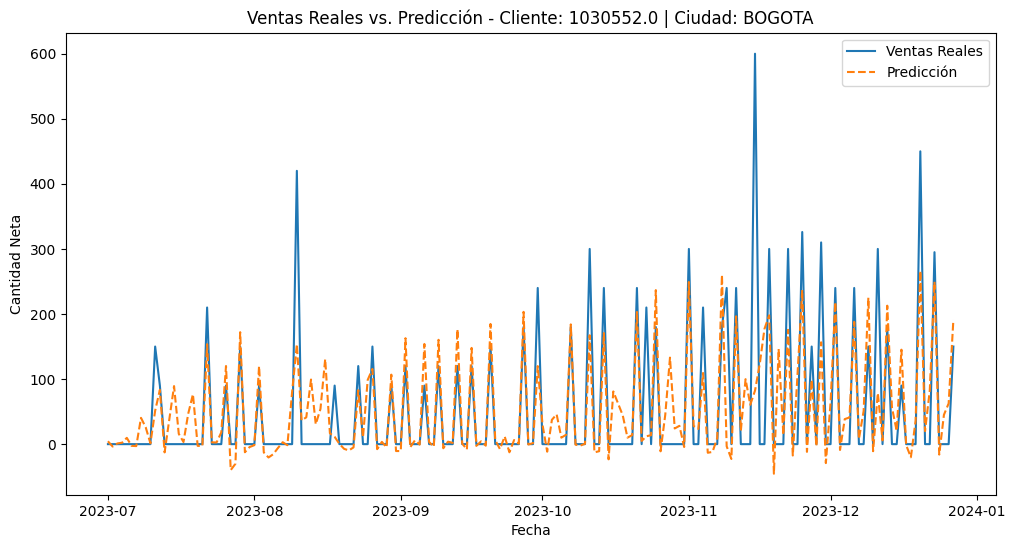 Ventas Reales vs. Predicción - Cliente: 1030552.0 | Ciudad: BOGOTA
Ventas Reales
Predicción
600
500
400
300
200
100
0
Cantidad Neta
2023-07
2023-08
2023-09
2023-10
2023-11
2023-12
2024-01
Fecha